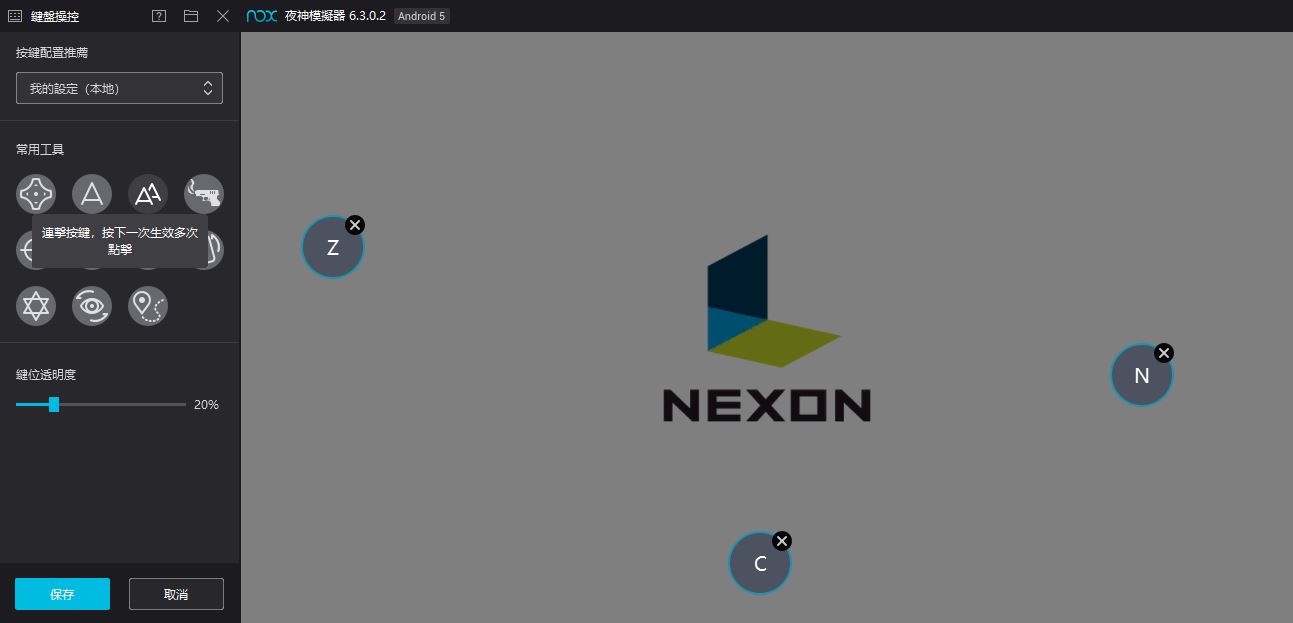 鍵盤操控
?
nox 夜神模擬器 6.3.0.2 Android 5
按鍵配置推薦
我的設定（本地）
常用工具
連擊按鍵，按下一次生效多次
點擊
鍵位透明度
20%
保存
取消
Z
N
C
NEXON